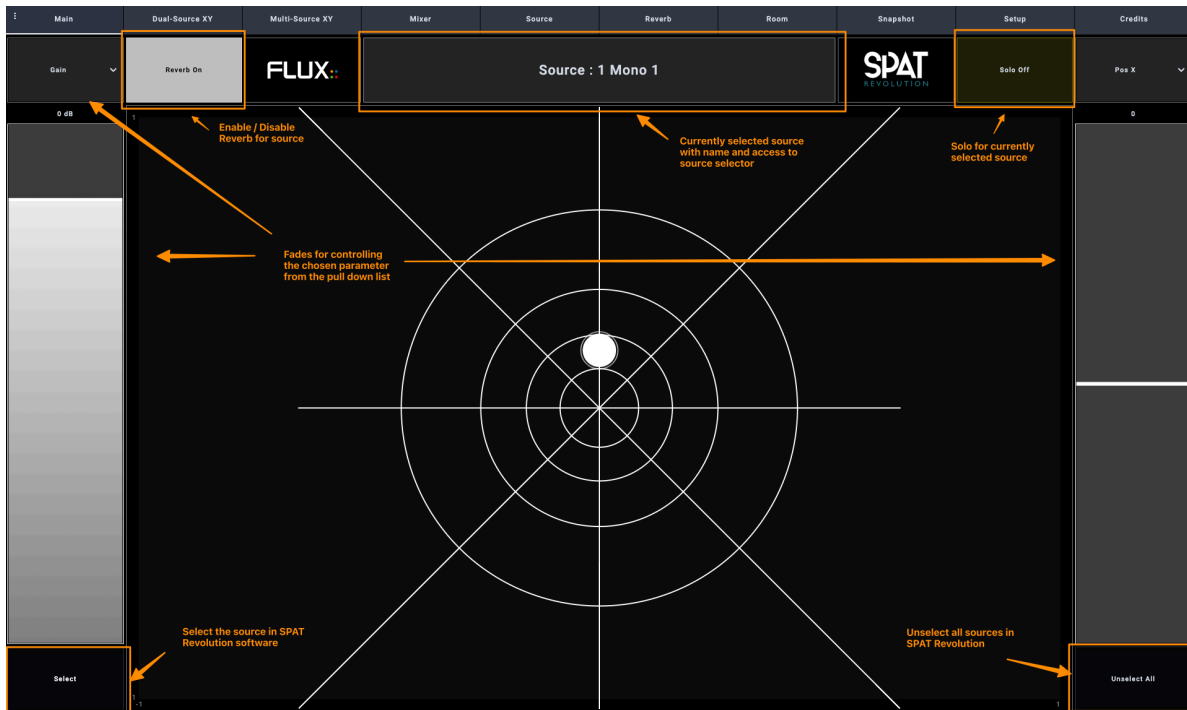 Main Dual-Source XY Multi-Source XY Mixer Source Reverb Room Snapshot Setup Credits
Gain Reverb On FLUX:: Source : 1 Mono 1 SPAT REVOLUTION Solo Off Pos X
0 dB
0
1
1
Enable / Disable
Reverb for source
Currently selected source
with name and access to
source selector
Solo for currently
selected source
Fades for controlling
the chosen parameter
from the pull down list
Select the source in SPAT
Revolution software
Unselect all sources in
SPAT Revolution
Select
Unselect All
-1
1